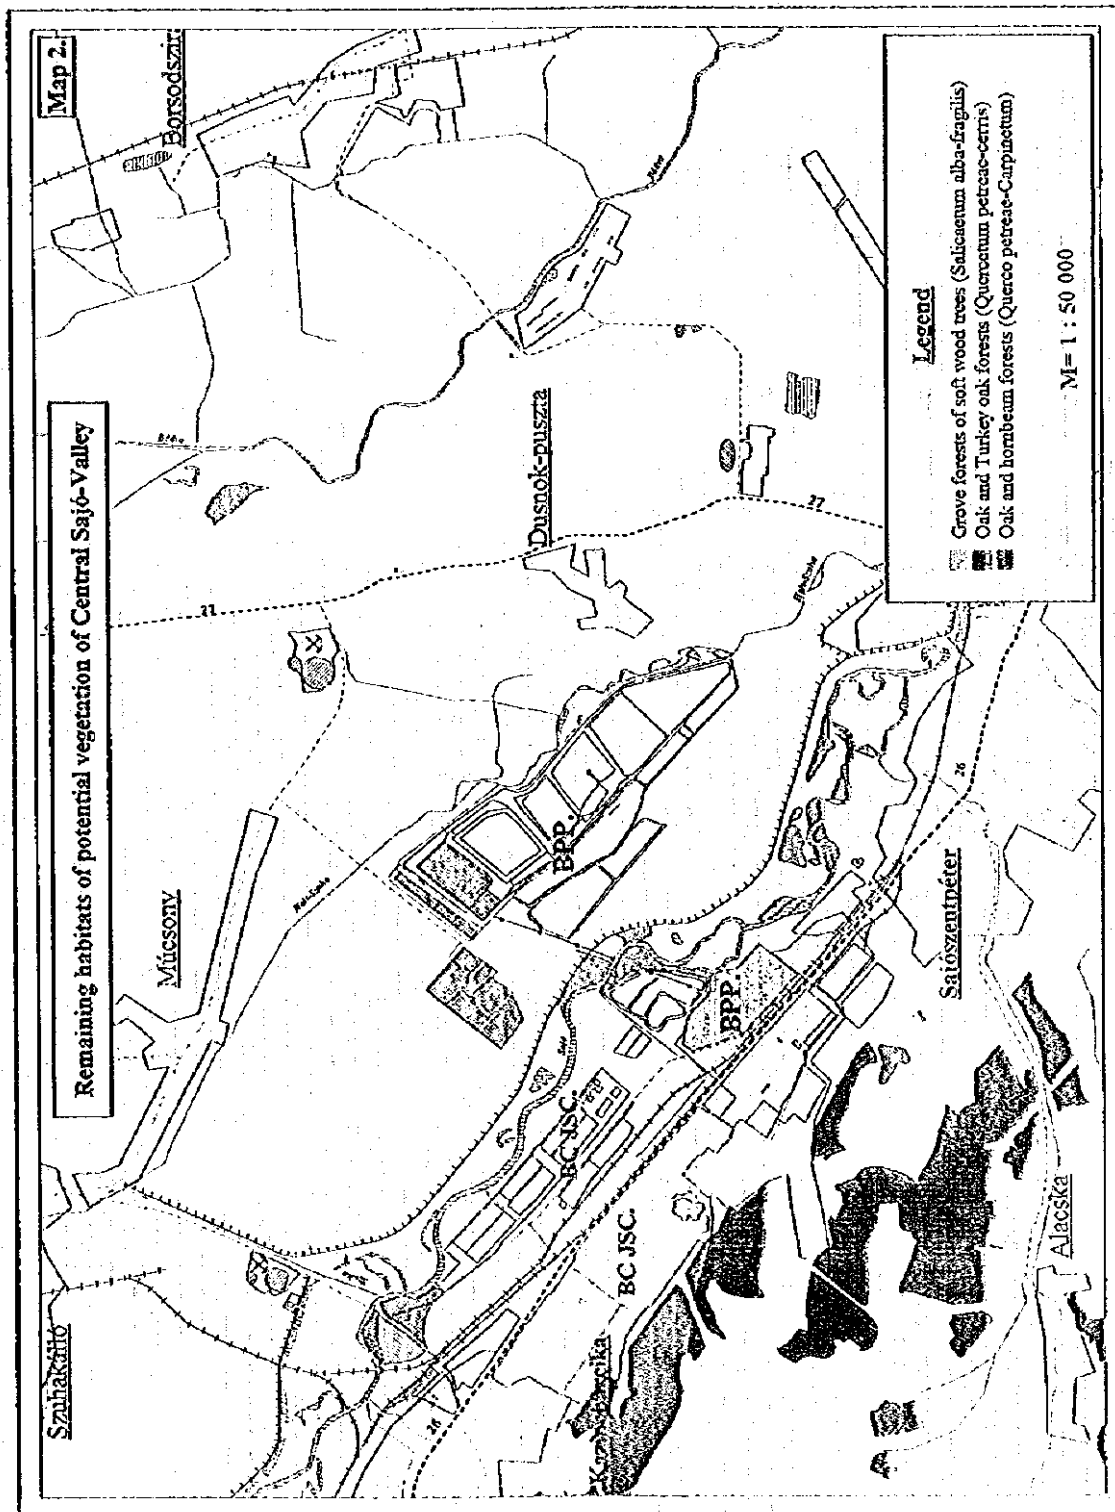 Map 2.
Remaining habitats of potential vegetation of Central Sajó-Valley
Szuhakálló
Múcsony
Borsodszir
27
Dusnok-puszta
27
BPP.
BPP.
BC JSC.
BC JSC.
26
26
Sajószentpéter
Alacska
Legend
Grove forests of soft wood trees (Salicaetum alba-fragilis)
Oak and Turkey oak forests (Quercetum petreae-cerris)
Oak and hornbeam forests (Querco petreae-Carpinetum)
M= 1 : 50 000